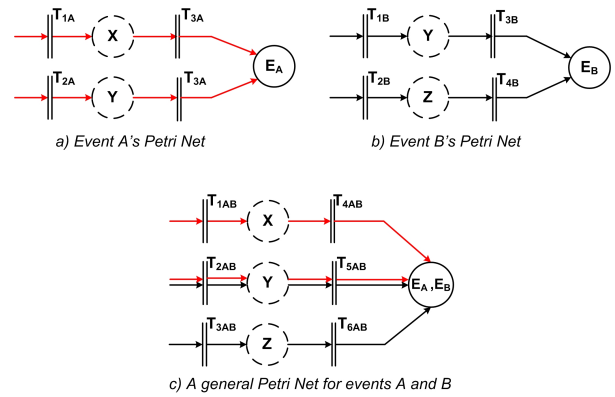 T1A X T3A
EA
T2A Y T3A
a) Event A's Petri Net
T1B Y T3B
EB
T2B Z T4B
b) Event B's Petri Net
T1AB X T4AB
T2AB Y T5AB
EA ,EB
T3AB Z T6AB
c) A general Petri Net for events A and B